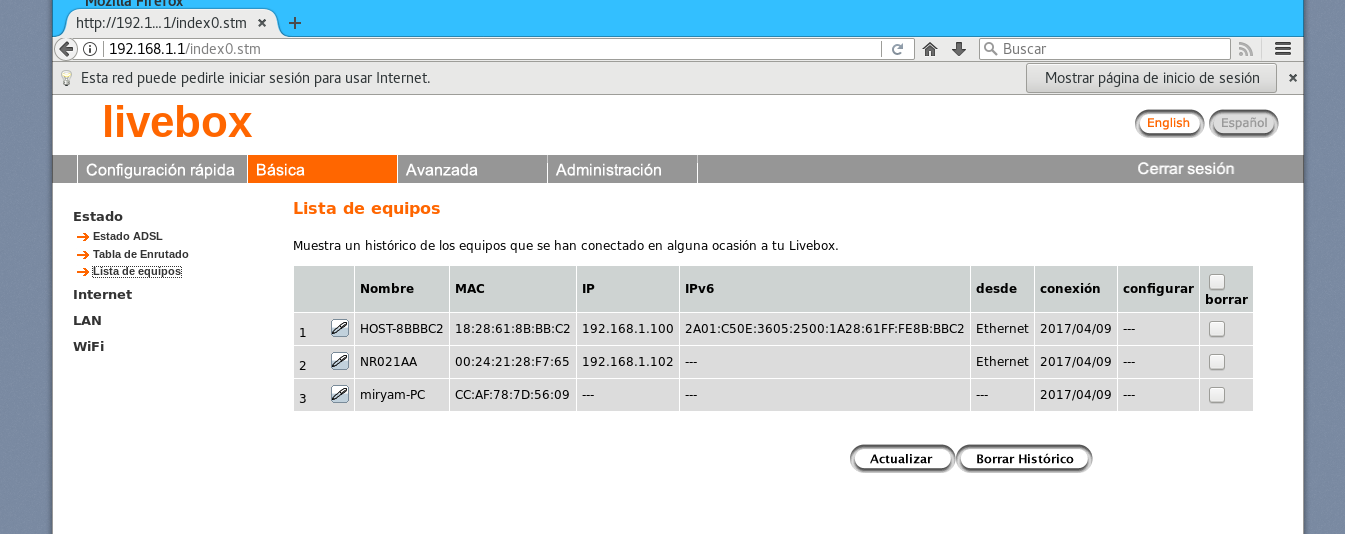 Mozilla Firefox
http://192.1...1/index0.stm
192.168.1.1/index0.stm
Buscar
Esta red puede pedirle iniciar sesión para usar Internet.
Mostrar página de inicio de sesión
livebox
English
Español
Configuración rápida
Básica
Avanzada
Administración
Cerrar sesión
Estado
Estado ADSL
Tabla de Enrutado
Lista de equipos
Internet
LAN
WiFi
Lista de equipos
Muestra un histórico de los equipos que se han conectado en alguna ocasión a tu Livebox.
Nombre MAC IP IPv6 desde conexión configurar borrar
1 HOST-8BBBC2 18:28:61:8B:BB:C2 192.168.1.100 2A01:C50E:3605:2500:1A28:61FF:FE8B:BBC2 Ethernet 2017/04/09 ---
2 NR021AA 00:24:21:28:F7:65 192.168.1.102 --- Ethernet 2017/04/09 ---
3 miryam-PC CC:AF:78:7D:56:09 --- --- --- 2017/04/09 ---
Actualizar
Borrar Histórico